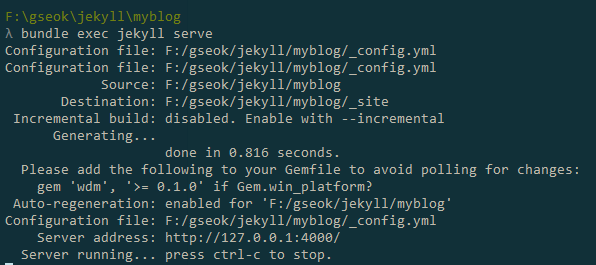 F:\gseok\jekyll\myblog
λ bundle exec jekyll serve
Configuration file: F:/gseok/jekyll/myblog/_config.yml
Configuration file: F:/gseok/jekyll/myblog/_config.yml
Source: F:/gseok/jekyll/myblog
Destination: F:/gseok/jekyll/myblog/_site
Incremental build: disabled. Enable with --incremental
Generating...
done in 0.816 seconds.
Please add the following to your Gemfile to avoid polling for changes:
gem 'wdm', '>= 0.1.0' if Gem.win_platform?
Auto-regeneration: enabled for 'F:/gseok/jekyll/myblog'
Configuration file: F:/gseok/jekyll/myblog/_config.yml
Server address: http://127.0.0.1:4000/
Server running... press ctrl-c to stop.